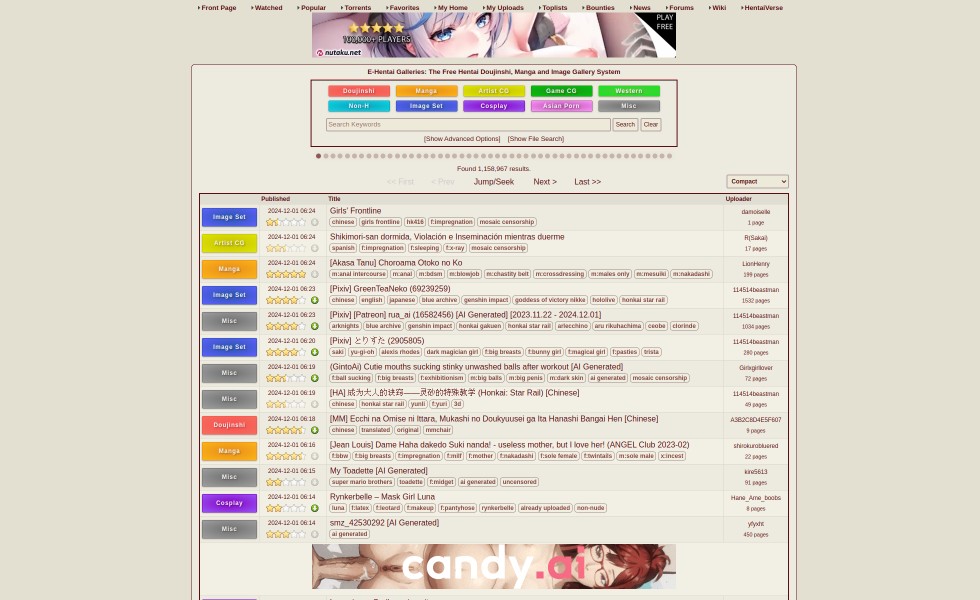 Front Page Watched Popular Torrents Favorites My Home My Uploads Toplists Bounties News Forums Wiki HentaiVerse
PLAY
FREE
100,000+ PLAYERS
nutaku.net
E-Hentai Galleries: The Free Hentai Doujinshi, Manga and Image Gallery System
Doujinshi Manga Artist CG Game CG Western
Non-H Image Set Cosplay Asian Porn Misc
Search Keywords Search Clear
[Show Advanced Options] [Show File Search]
Found 1,158,967 results.
<< First < Prev Jump/Seek Next > Last >> Compact
Published Title Uploader
Image Set 2024-12-01 06:24 Girls' Frontline damoiselle
chinese girls frontline hk416 f:impregnation mosaic censorship 1 page
Artist CG 2024-12-01 06:24 Shikimori-san dormida, Violación e Inseminación mientras duerme R(Sakai)
spanish f:impregnation f:sleeping f:x-ray mosaic censorship 17 pages
Manga 2024-12-01 06:24 [Akasa Tanu] Choroama Otoko no Ko LionHenry
m:anal intercourse m:anal m:bdsm m:blowjob m:chastity belt m:crossdressing m:males only m:mesuiki m:nakadashi 199 pages
Image Set 2024-12-01 06:23 [Pixiv] GreenTeaNeko (69239259) 114514beastman
chinese english japanese blue archive genshin impact goddess of victory nikke hololive honkai star rail 1532 pages
Misc 2024-12-01 06:23 [Pixiv] [Patreon] rua_ai (16582456) [AI Generated] [2023.11.22 - 2024.12.01] 114514beastman
arknights blue archive genshin impact honkai gakuen honkai star rail arlecchino aru rikuhachima ceobe clorinde 1034 pages
Image Set 2024-12-01 06:20 [Pixiv] とりすた (2905805) 114514beastman
saki yu-gi-oh alexis rhodes dark magician girl f:big breasts f:bunny girl f:magical girl f:pasties trista 280 pages
Misc 2024-12-01 06:19 (GintoAi) Cutie mouths sucking stinky unwashed balls after workout [AI Generated] Girlxgirllover
f:ball sucking f:big breasts f:exhibitionism m:big balls m:big penis m:dark skin ai generated mosaic censorship 72 pages
Misc 2024-12-01 06:19 [HA] 成为大人的诀窍——灵砂的特殊教学 (Honkai: Star Rail) [Chinese] 114514beastman
chinese honkai star rail yunli f:yuri 3d 49 pages
Doujinshi 2024-12-01 06:18 [MM] Ecchi na Omise ni Ittara, Mukashi no Doukyuusei ga Ita Hanashi Bangai Hen [Chinese] A3B2C8D4E5F607
chinese translated original mmchair 9 pages
Manga 2024-12-01 06:16 [Jean Louis] Dame Haha dakedo Suki nanda! - useless mother, but I love her! (ANGEL Club 2023-02) shirokurobluered
f:bbw f:big breasts f:impregnation f:milf f:mother f:nakadashi f:sole female f:twintails m:sole male x:incest 22 pages
Misc 2024-12-01 06:15 My Toadette [AI Generated] kire5613
super mario brothers toadette f:midget ai generated uncensored 91 pages
Cosplay 2024-12-01 06:14 Rynkerbelle – Mask Girl Luna Hane_Ame_boobs
luna f:latex f:leotard f:makeup f:pantyhose rynkerbelle already uploaded non-nude 8 pages
Misc 2024-12-01 06:14 smz_42530292 [AI Generated] yfyxht
ai generated 450 pages
candy.ai